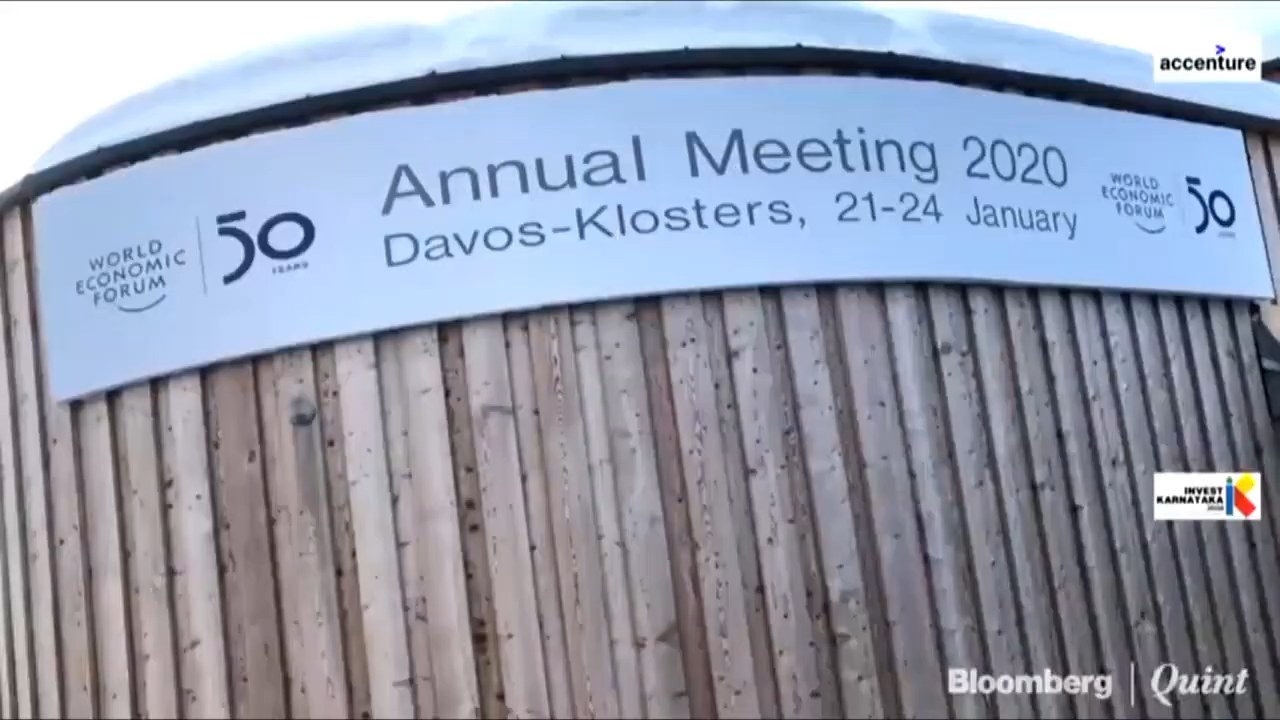 accenture
Annual Meeting 2020
Davos-Klosters, 21-24 January
WORLD
ECONOMIC
FORUM
50
YEARS
WORLD
ECONOMIC
FORUM
50
INVEST
KARNATAKA
Bloomberg | Quint